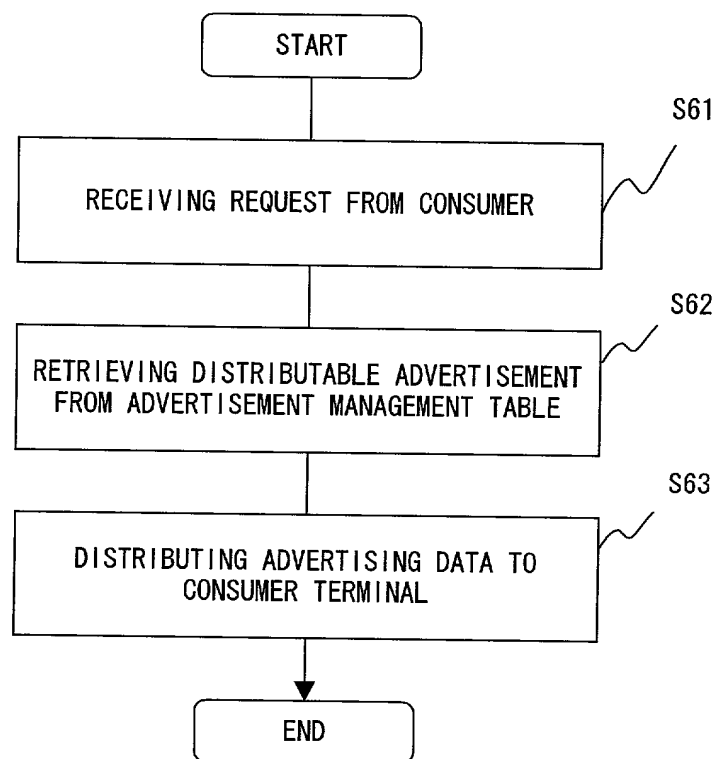 START
S61
RECEIVING REQUEST FROM CONSUMER
S62
RETRIEVING DISTRIBUTABLE ADVERTISEMENT
FROM ADVERTISEMENT MANAGEMENT TABLE
S63
DISTRIBUTING ADVERTISING DATA TO
CONSUMER TERMINAL
END